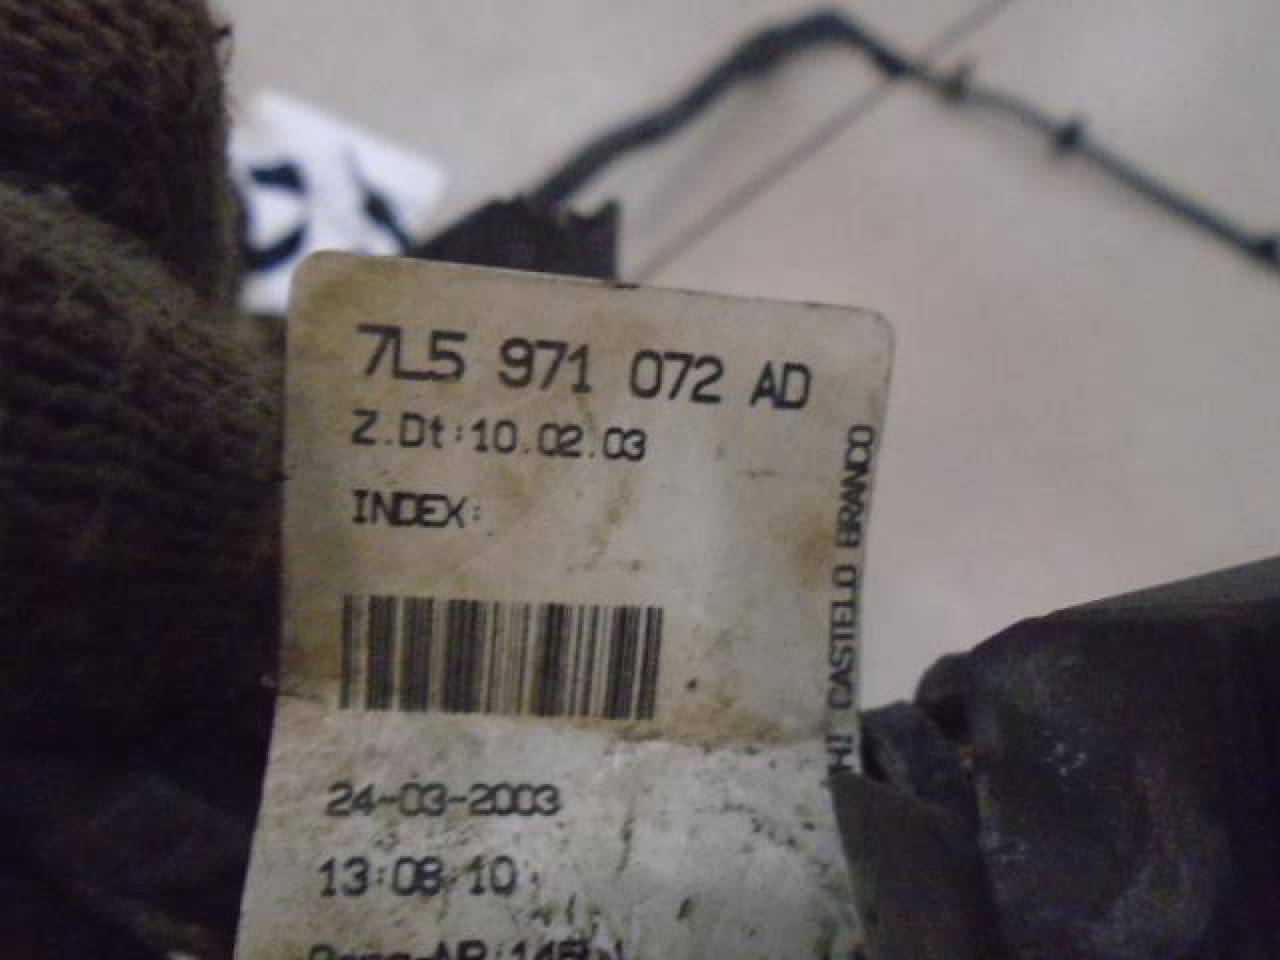 7L5 971 072 AD
Z.Dt:10.02.03
INDEX:
CASTELO BRANCO
24-03-2003
13:08:10